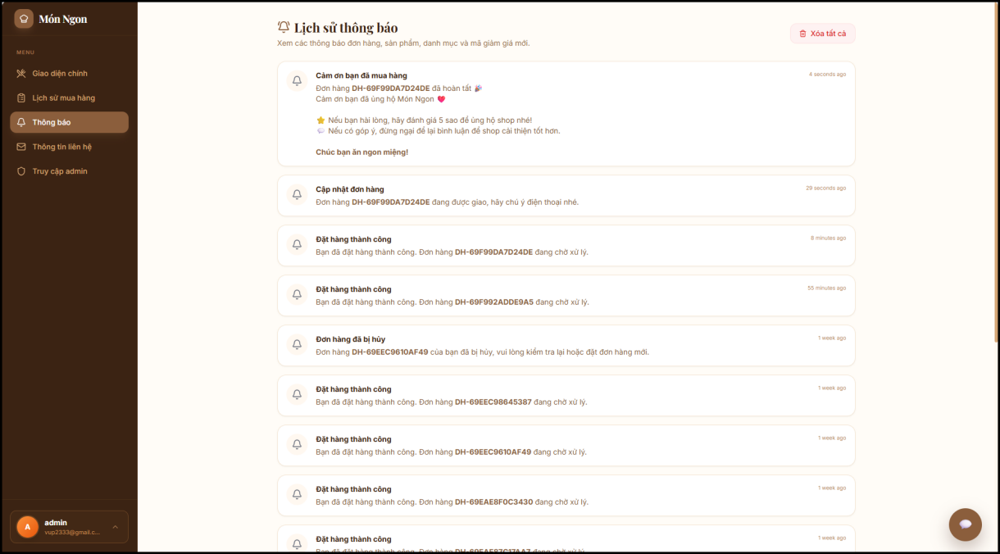 Món Ngon
MENU
Giao diện chính
Lịch sử mua hàng
Thông báo
Thông tin liên hệ
Truy cập admin
A
admin
vup2333@gmail.c...
Lịch sử thông báo
Xem các thông báo đơn hàng, sản phẩm, danh mục và mã giảm giá mới.
Xóa tất cả
Cảm ơn bạn đã mua hàng
4 seconds ago
Đơn hàng DH-69F99DA7D24DE đã hoàn tất 🎉
Cảm ơn bạn đã ủng hộ Món Ngon ❤️
⭐ Nếu bạn hài lòng, hãy đánh giá 5 sao để ủng hộ shop nhé!
💬 Nếu có góp ý, đừng ngại để lại bình luận để shop cải thiện tốt hơn.
Chúc bạn ăn ngon miệng!
Cập nhật đơn hàng
29 seconds ago
Đơn hàng DH-69F99DA7D24DE đang được giao, hãy chú ý điện thoại nhé.
Đặt hàng thành công
8 minutes ago
Bạn đã đặt hàng thành công. Đơn hàng DH-69F99DA7D24DE đang chờ xử lý.
Đặt hàng thành công
55 minutes ago
Bạn đã đặt hàng thành công. Đơn hàng DH-69F992ADDE9A5 đang chờ xử lý.
Đơn hàng đã bị hủy
1 week ago
Đơn hàng DH-69EEC9610AF49 của bạn đã bị hủy, vui lòng kiểm tra lại hoặc đặt đơn hàng mới.
Đặt hàng thành công
1 week ago
Bạn đã đặt hàng thành công. Đơn hàng DH-69EEC98645387 đang chờ xử lý.
Đặt hàng thành công
1 week ago
Bạn đã đặt hàng thành công. Đơn hàng DH-69EEC9610AF49 đang chờ xử lý.
Đặt hàng thành công
1 week ago
Bạn đã đặt hàng thành công. Đơn hàng DH-69EAE8F0C3430 đang chờ xử lý.
Đặt hàng thành công
1 week ago
Bạn đã đặt hàng thành công. Đơn hàng đang chờ xử lý.